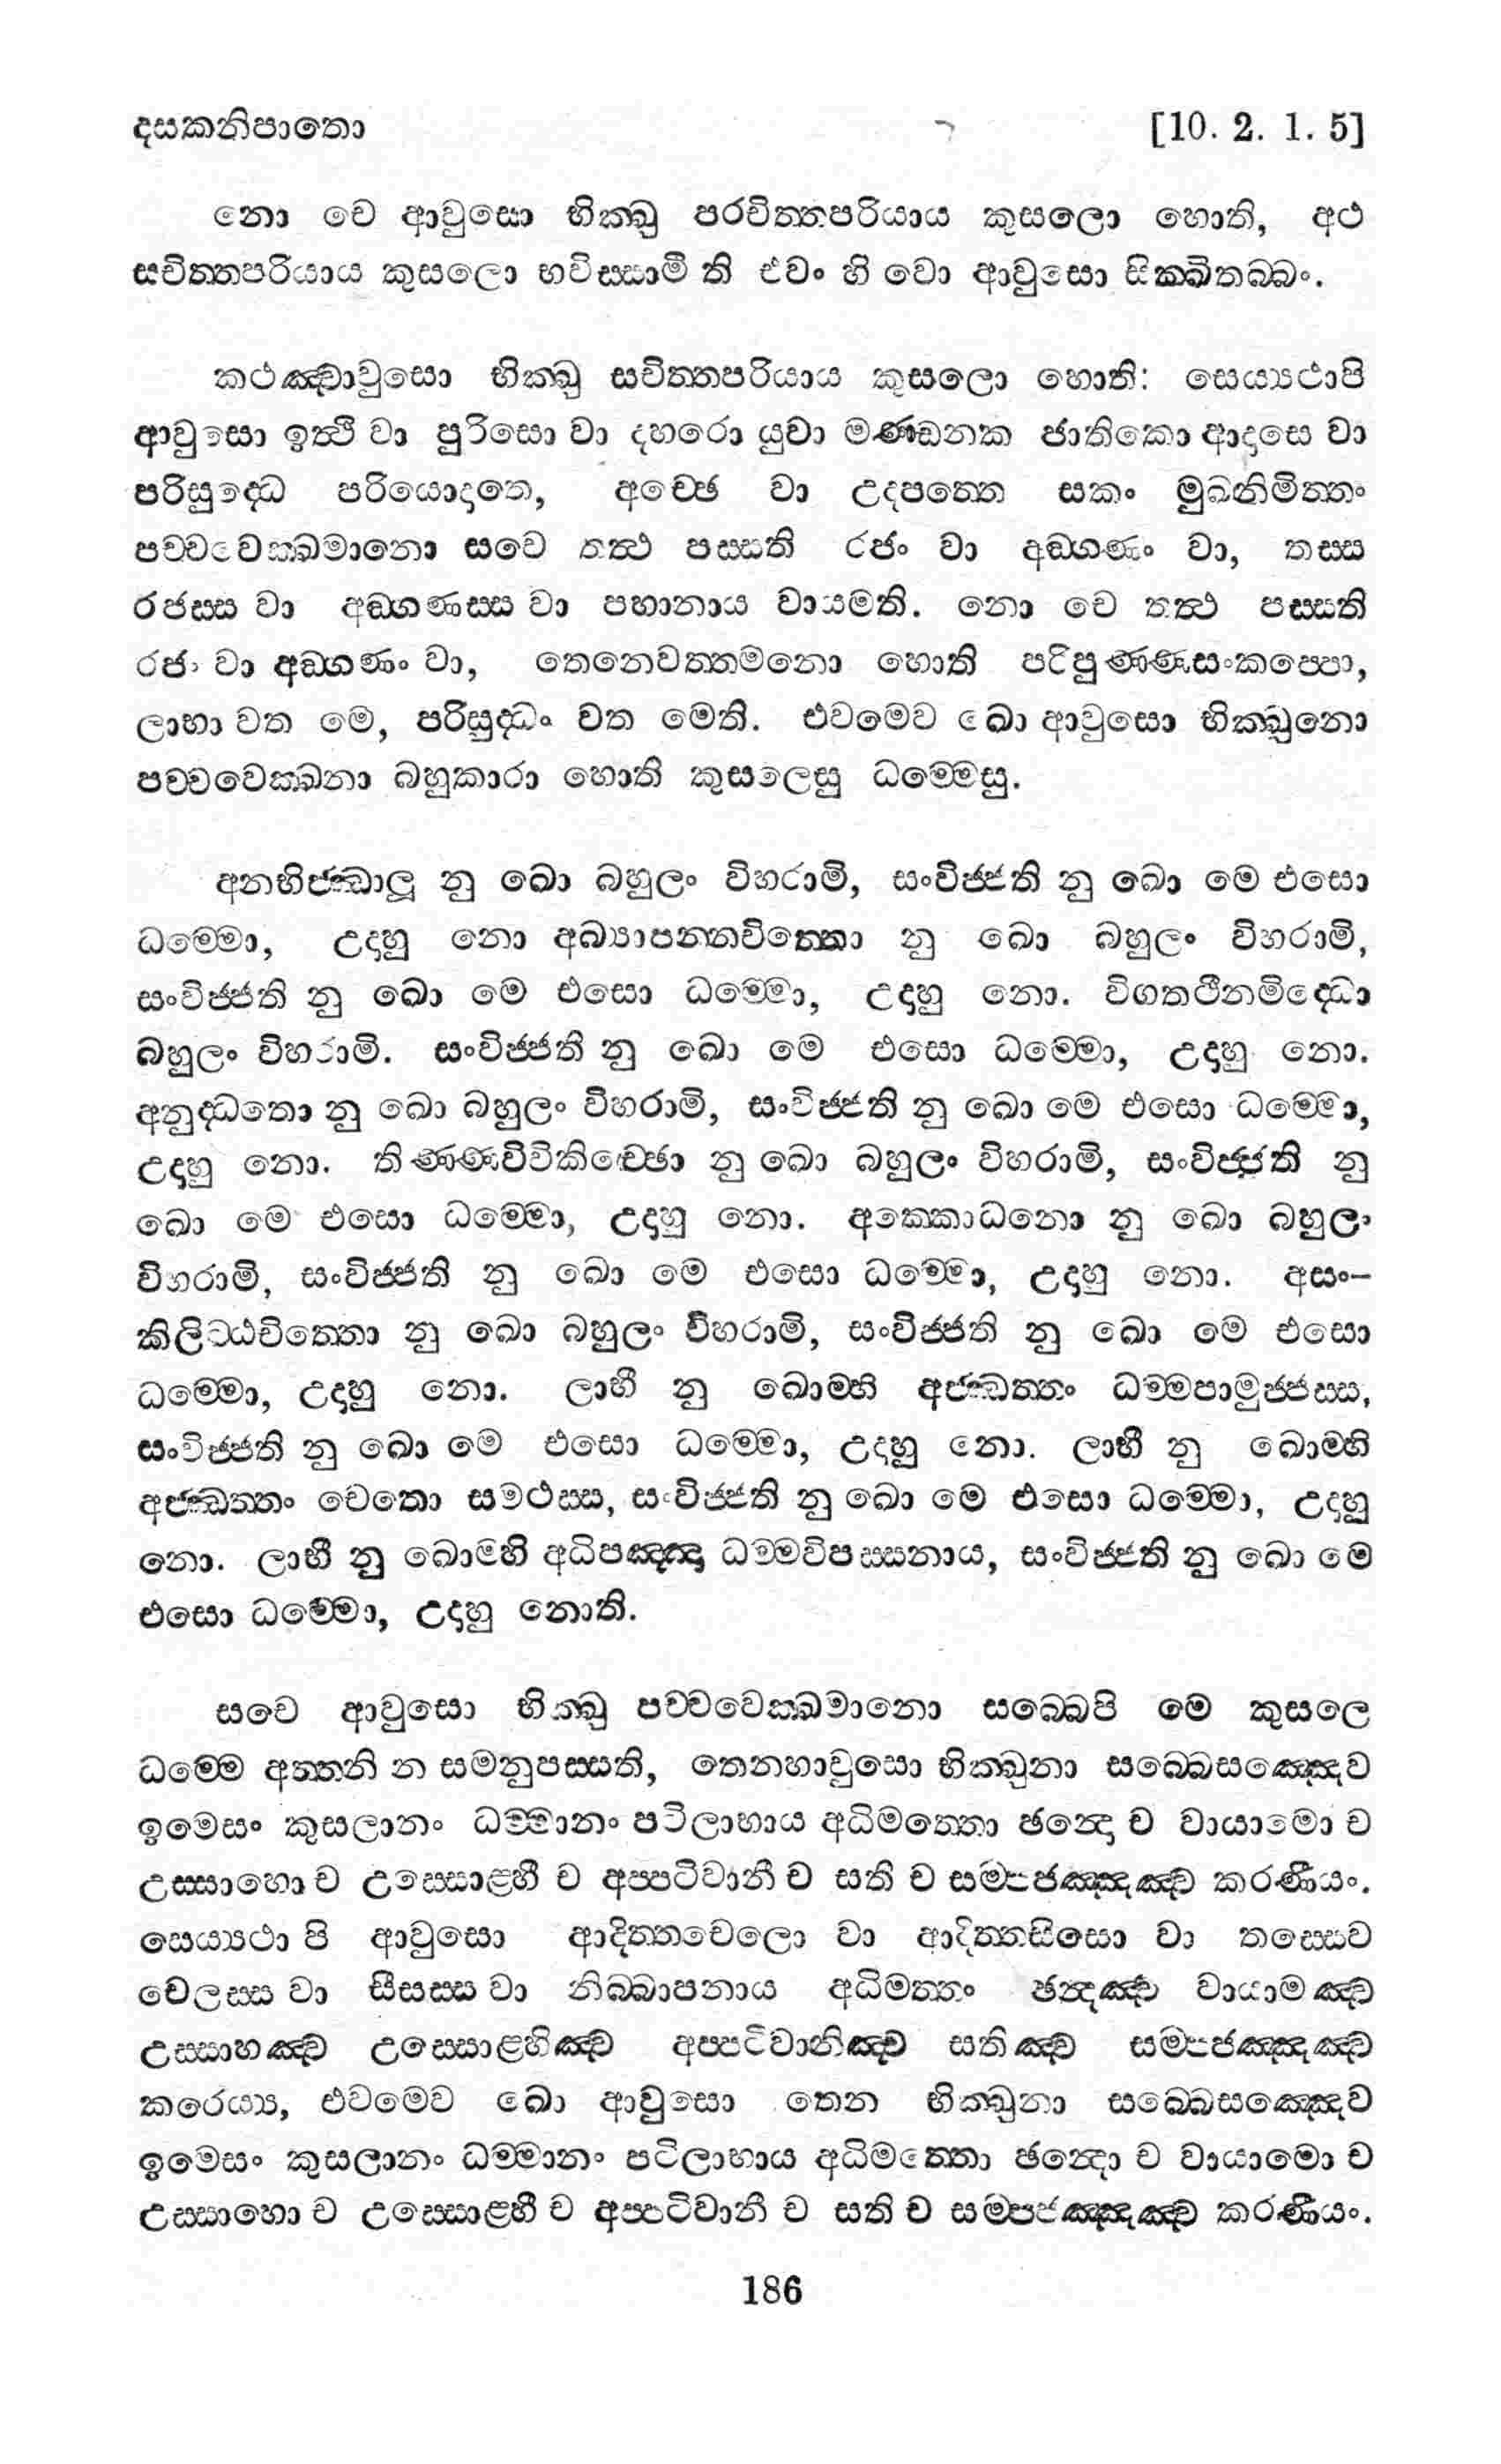 දසකනිපාතො [10. 2. 1. 5]
නො චෙ ආවුසො භික්ඛු පරචිත්තපරියාය කුසලො හොති, අථ
සචිත්තපරියාය කුසලො භවිස්සාමී ති එවං හි වො ආවුසො සික්ඛිතබ්බං.
කථඤ්චාවුසො භික්ඛු සචිත්තපරියාය කුසලො හොති: සෙය්‍යථාපි
ආවුසො ඉත්ථි වා පුරිසො වා දහරො යුවා මණ්ඩනක ජාතිකො ආදාසෙ වා
පරිසුද්ධෙ පරියොදාතෙ, අච්ඡෙ වා උදපත්තෙ සකං මුඛනිමිත්තං
පච්චවෙක්ඛමානො සචෙ තත්ථ පස්සති රජං වා අඞ්ගණං වා, තස්ස
රජස්ස වා අඞ්ගණස්ස වා පහානාය වායමති. නො චෙ තත්ථ පස්සති
රජං වා අඞ්ගණං වා, තෙනෙවත්තමනො හොති පරිපුණ්ණසංකප්පො,
ලාභා වත මෙ, පරිසුද්ධං වත මෙති. එවමෙව ඛො ආවුසො භික්ඛුනො
පච්චවෙක්ඛනා බහුකාරා හොති කුසලෙසු ධම්මෙසු.
අනභිජ්ඣාලූ නු ඛො බහුලං විහරාමි, සංවිජ්ජති නු ඛො මෙ එසො
ධම්මො, උදාහු නො අබ්‍යාපන්නචිත්තො නු ඛො බහුලං විහරාමි,
සංවිජ්ජති නු ඛො මෙ එසො ධම්මො, උදාහු නො. විගතථීනමිද්ධො
බහුලං විහරාමි. සංවිජ්ජති නු ඛො මෙ එසො ධම්මො, උදාහු නො.
අනුද්ධතො නු ඛො බහුලං විහරාමි, සංවිජ්ජති නු ඛො මෙ එසො ධම්මො,
උදාහු නො. තිණ්ණවිචිකිච්ඡො නු ඛො බහුලං විහරාමි, සංවිජ්ජති නු
ඛො මෙ එසො ධම්මො, උදාහු නො. අක්කොධනො නු ඛො බහුලං
විහරාමි, සංවිජ්ජති නු ඛො මෙ එසො ධම්මො, උදාහු නො. අසං-
කිලිට්ඨචිත්තො නු ඛො බහුලං විහරාමි, සංවිජ්ජති නු ඛො මෙ එසො
ධම්මො, උදාහු නො. ලාභී නු ඛොම්හි අජ්ඣත්තං ධම්මපාමුජ්ජස්ස,
සංවිජ්ජති නු ඛො මෙ එසො ධම්මො, උදාහු නො. ලාභී නු ඛොම්හි
අජ්ඣත්තං චෙතො සමථස්ස, සංවිජ්ජති නු ඛො මෙ එසො ධම්මො, උදාහු
නො. ලාභී නු ඛොම්හි අධිපඤ්ඤා ධම්මවිපස්සනාය, සංවිජ්ජති නු ඛො මෙ
එසො ධම්මො, උදාහු නොති.
සචෙ ආවුසො භික්ඛු පච්චවෙක්ඛමානො සබ්බෙපි මෙ කුසලෙ
ධම්මෙ අත්තනි න සමනුපස්සති, තෙනහාවුසො භික්ඛුනා සබ්බෙසඤ්ඤෙව
ඉමෙසං කුසලානං ධම්මානං පටිලාභාය අධිමත්තො ඡන්දො ච වායාමො ච
උස්සාහො ච උස්සොළ්හී ච අප්පටිවානී ච සති ච සම්පජඤ්ඤඤ්ච කරණීයං.
සෙය්‍යථා පි ආවුසො ආදිත්තචෙලො වා ආදිත්තසීසො වා තස්සෙව
චෙලස්ස වා සීසස්ස වා නිබ්බාපනාය අධිමත්තං ඡන්දඤ්ච වායාමඤ්ච
උස්සාහඤ්ච උස්සොළ්හිඤ්ච අප්පටිවානිඤ්ච සතිඤ්ච සම්පජඤ්ඤඤ්ච
කරෙය්‍ය, එවමෙව ඛො ආවුසො තෙන භික්ඛුනා සබ්බෙසඤ්ඤෙව
ඉමෙසං කුසලානං ධම්මානං පටිලාභාය අධිමත්තො ඡන්දො ච වායාමො ච
උස්සාහො ච උස්සොළ්හී ච අප්පටිවානී ච සති ච සම්පජඤ්ඤඤ්ච කරණීයං.
186